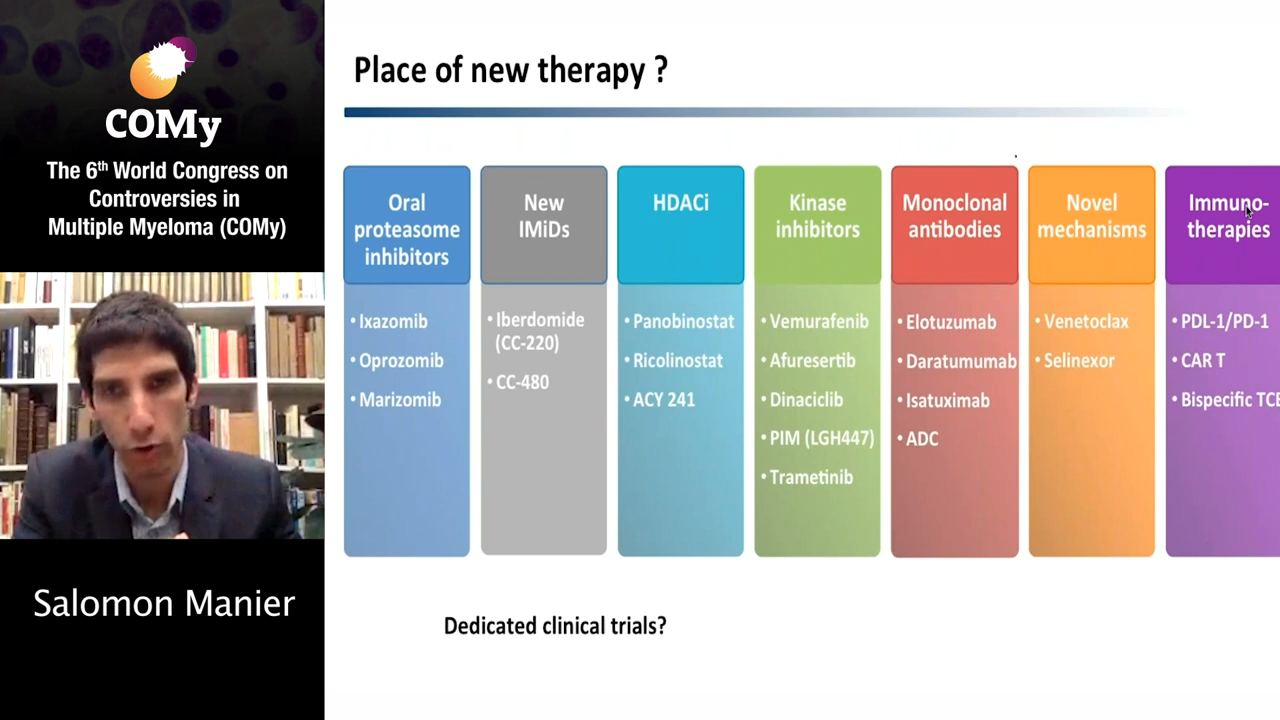 COMy
The 6th World Congress on
Controversies in
Multiple Myeloma (COMy)
Salomon Manier
Place of new therapy ?
Oral
proteasome
inhibitors
• Ixazomib
• Oprozomib
• Marizomib
New
IMiDs
• Iberdomide
(CC-220)
• CC-480
HDACi
• Panobinostat
• Ricolinostat
• ACY 241
Kinase
inhibitors
• Vemurafenib
• Afuresertib
• Dinaciclib
• PIM (LGH447)
• Trametinib
Monoclonal
antibodies
• Elotuzumab
• Daratumumab
• Isatuximab
• ADC
Novel
mechanisms
• Venetoclax
• Selinexor
Immuno-
therapies
• PDL-1/PD-1
• CAR T
• Bispecific
Dedicated clinical trials?